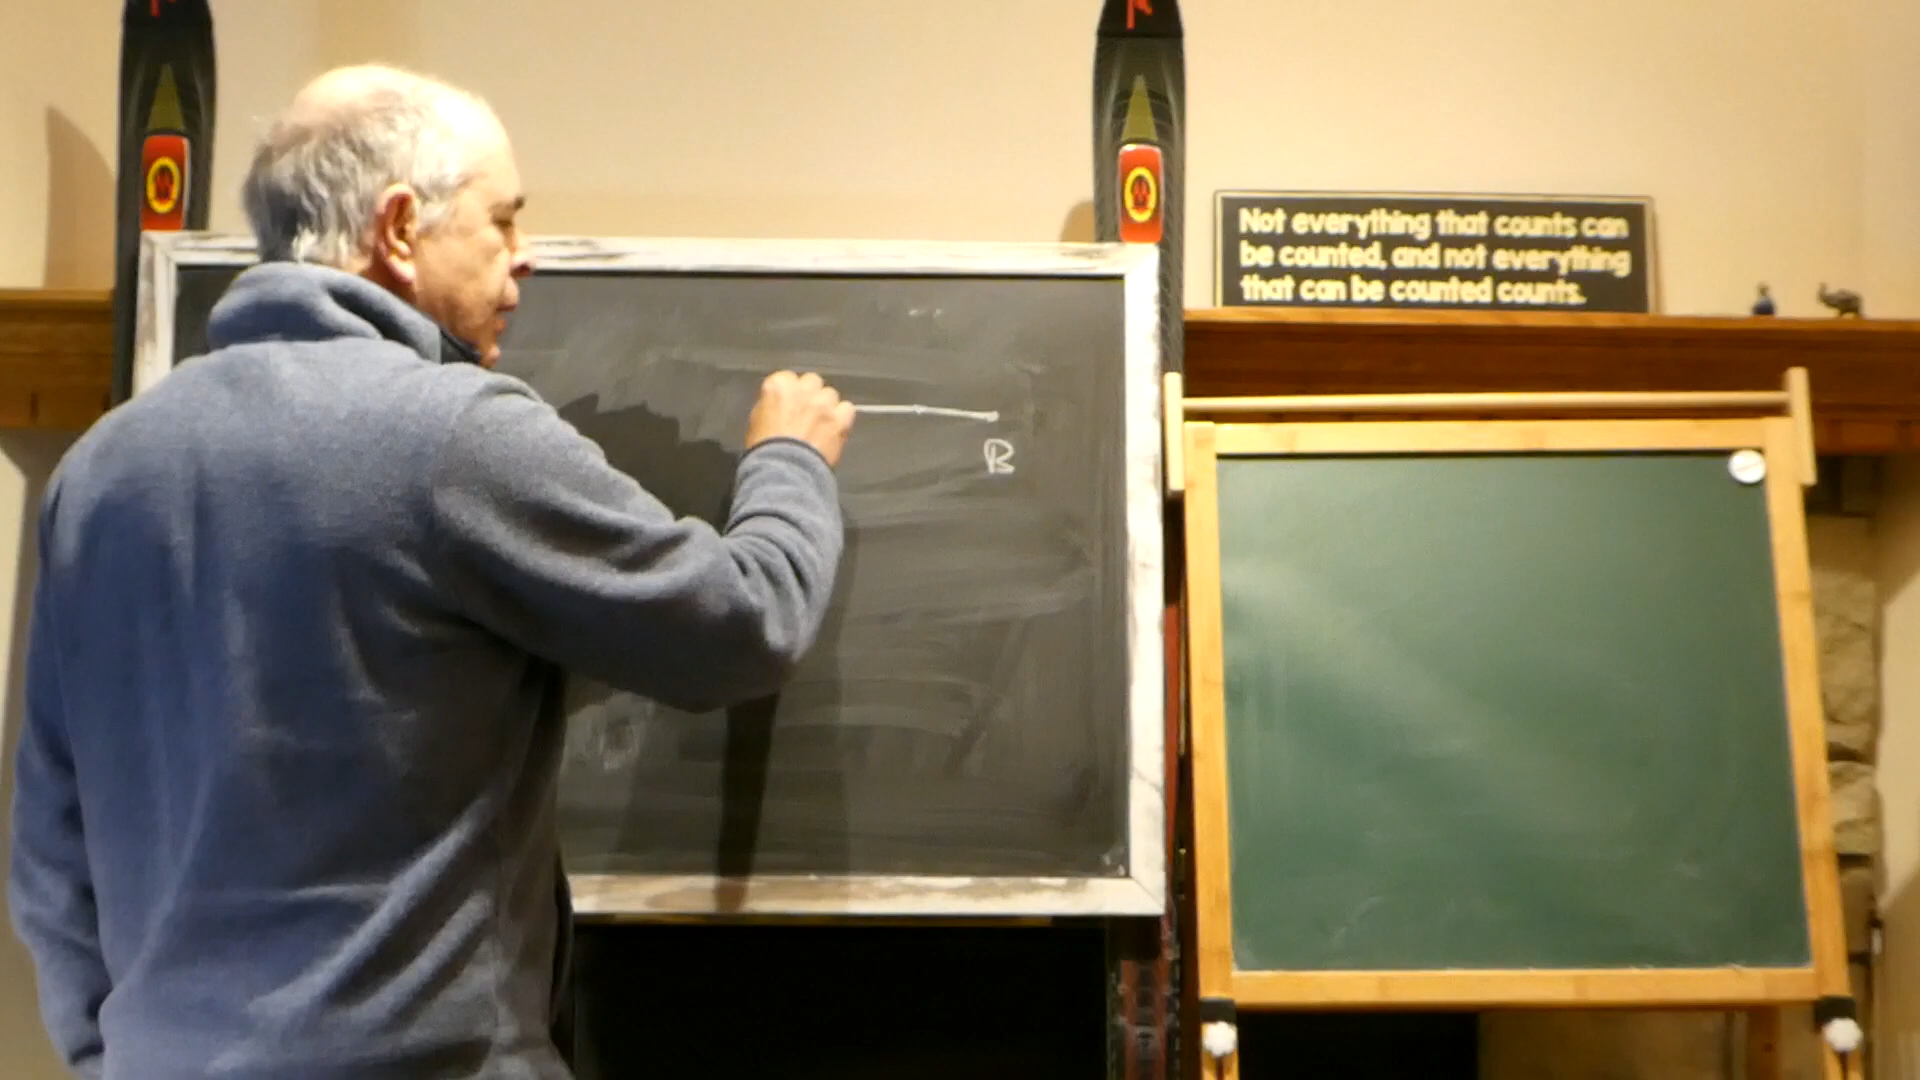 Not everything that counts can
be counted, and not everything
that can be counted counts.
B